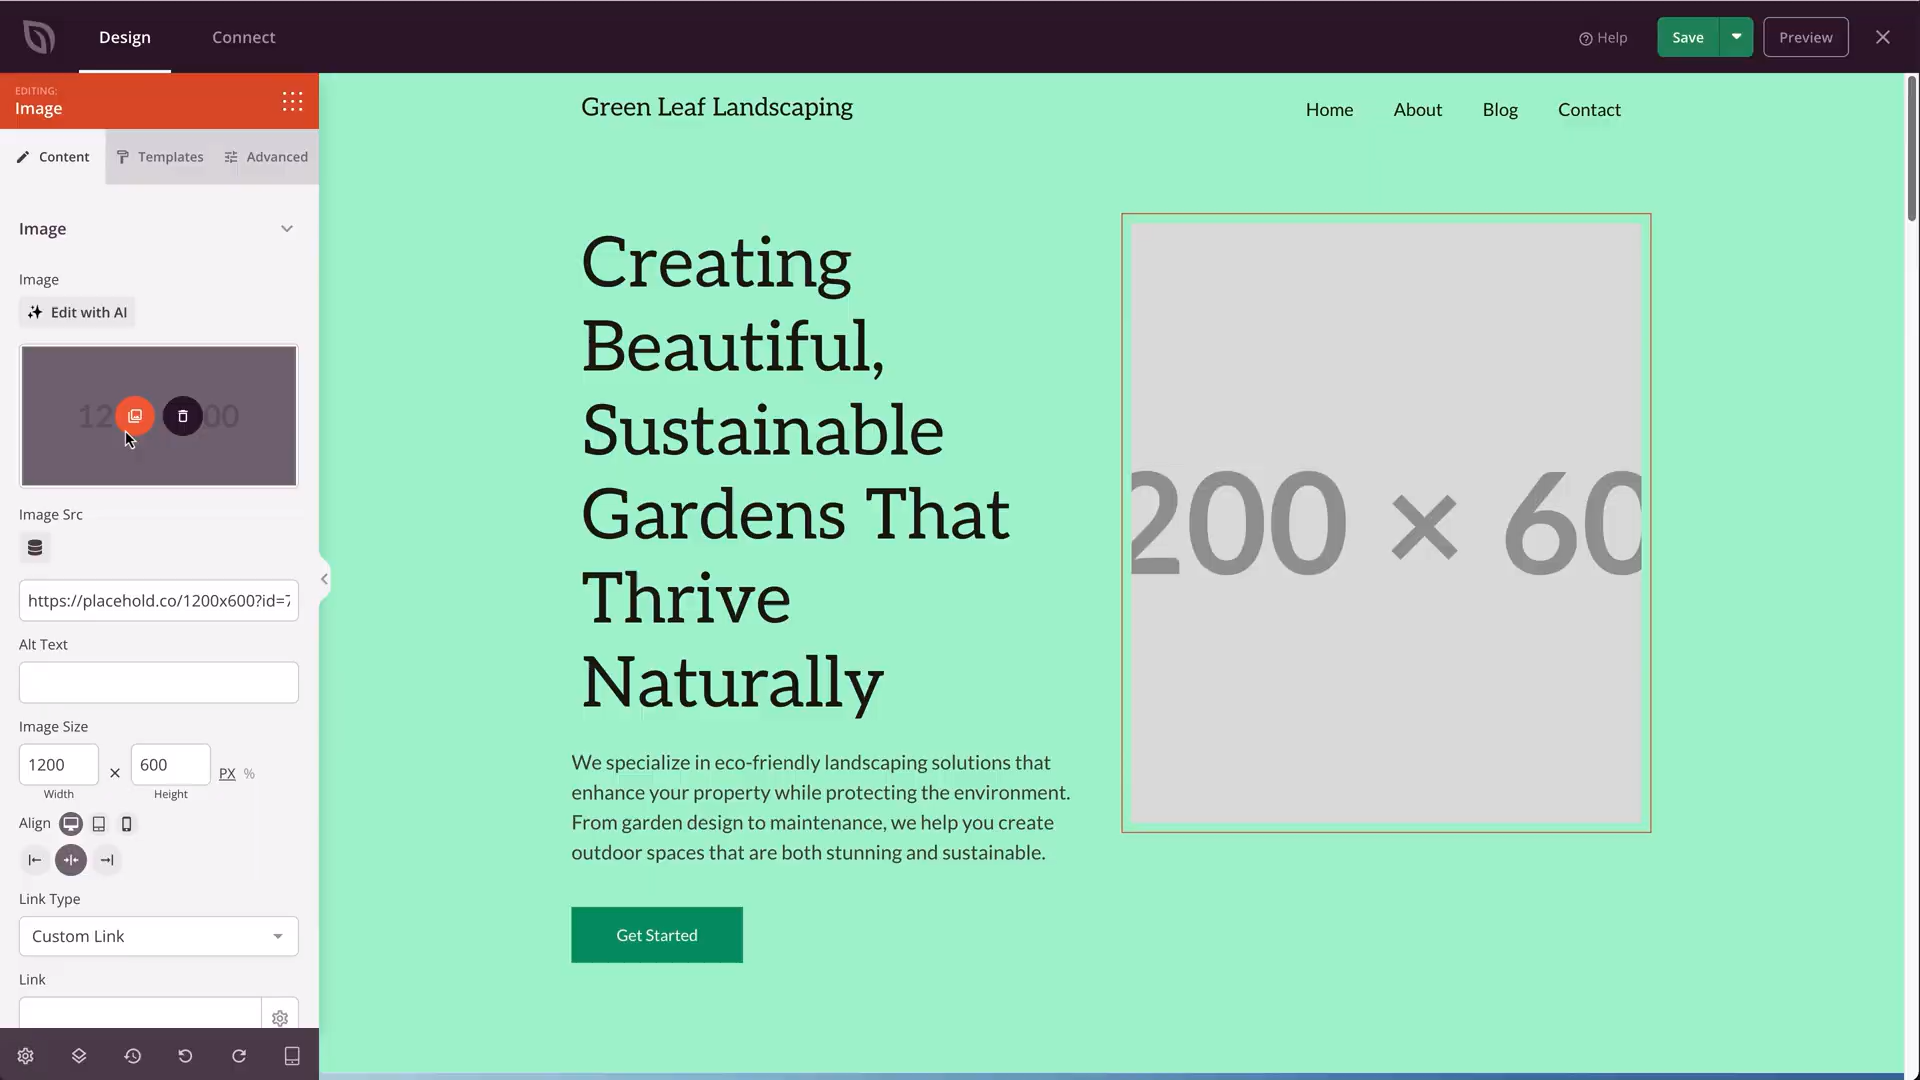 Design
Connect
Help
Save
Preview
EDITING:
Image
Content
Templates
Advanced
Image
Image
Edit with AI
12 00
Image Src
https://placehold.co/1200x600?id=7
Alt Text
Image Size
1200 × 600 PX %
Width Height
Align
Link Type
Custom Link
Link
Green Leaf Landscaping
Home About Blog Contact
Creating
Beautiful,
Sustainable
Gardens That
Thrive
Naturally
We specialize in eco-friendly landscaping solutions that
enhance your property while protecting the environment.
From garden design to maintenance, we help you create
outdoor spaces that are both stunning and sustainable.
Get Started
200 × 60